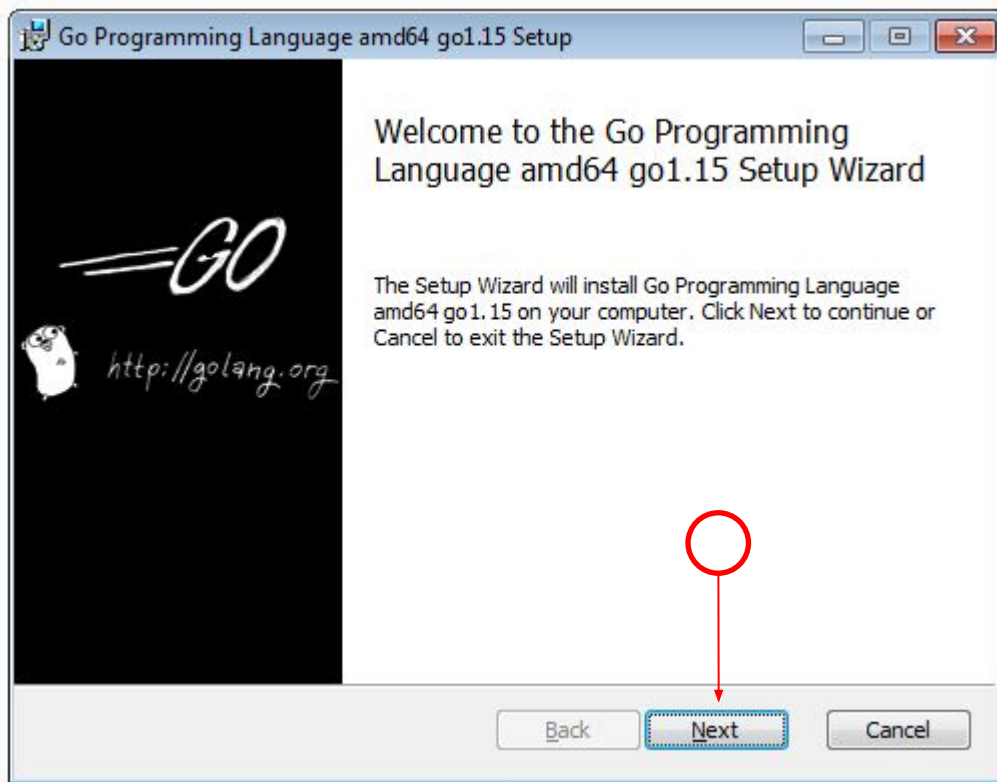 Go Programming Language amd64 go1.15 Setup
Welcome to the Go Programming
Language amd64 go1.15 Setup Wizard
GO
http://golang.org
The Setup Wizard will install Go Programming Language
amd64 go1.15 on your computer. Click Next to continue or
Cancel to exit the Setup Wizard.
Back
Next
Cancel